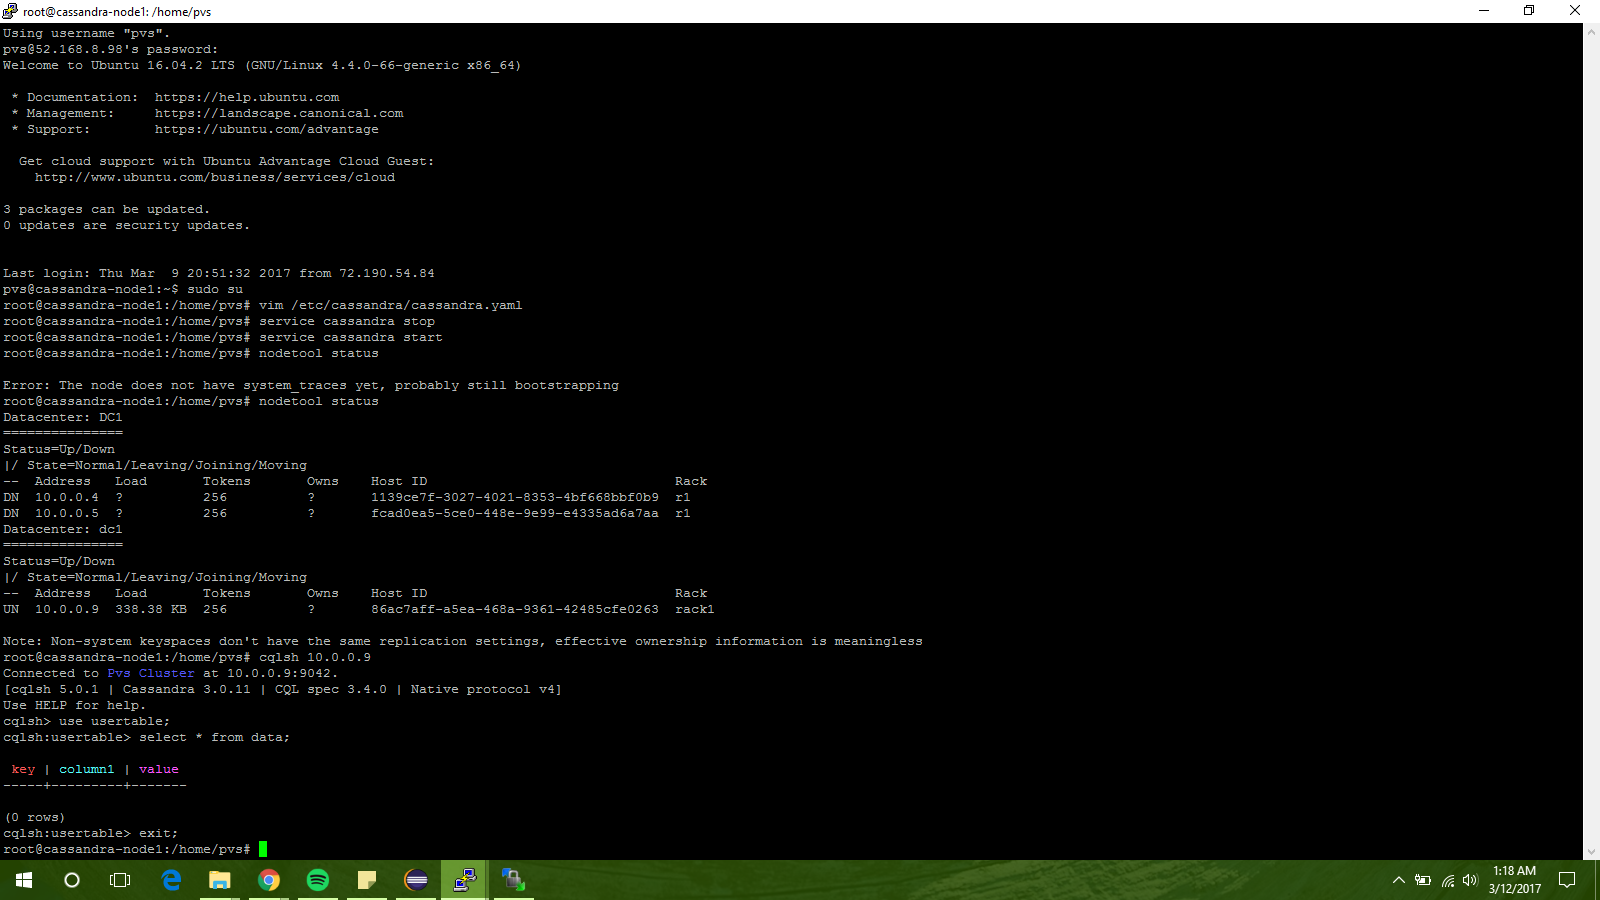 root@cassandra-node1: /home/pvs
Using username "pvs".
pvs@52.168.8.98's password:
Welcome to Ubuntu 16.04.2 LTS (GNU/Linux 4.4.0-66-generic x86_64)
* Documentation:  https://help.ubuntu.com
* Management:     https://landscape.canonical.com
* Support:        https://ubuntu.com/advantage
Get cloud support with Ubuntu Advantage Cloud Guest:
http://www.ubuntu.com/business/services/cloud
3 packages can be updated.
0 updates are security updates.
Last login: Thu Mar  9 20:51:32 2017 from 72.190.54.84
pvs@cassandra-node1:~$ sudo su
root@cassandra-node1:/home/pvs# vim /etc/cassandra/cassandra.yaml
root@cassandra-node1:/home/pvs# service cassandra stop
root@cassandra-node1:/home/pvs# service cassandra start
root@cassandra-node1:/home/pvs# nodetool status
Error: The node does not have system_traces yet, probably still bootstrapping
root@cassandra-node1:/home/pvs# nodetool status
Datacenter: DC1
===============
Status=Up/Down
|/ State=Normal/Leaving/Joining/Moving
--  Address   Load       Tokens       Owns    Host ID                               Rack
DN  10.0.0.4  ?          256          ?       1139ce7f-3027-4021-8353-4bf668bbf0b9  r1
DN  10.0.0.5  ?          256          ?       fcad0ea5-5ce0-448e-9e99-e4335ad6a7aa  r1
Datacenter: dc1
===============
Status=Up/Down
|/ State=Normal/Leaving/Joining/Moving
--  Address   Load       Tokens       Owns    Host ID                               Rack
UN  10.0.0.9  338.38 KB  256          ?       86ac7aff-a5ea-468a-9361-42485cfe0263  rack1
Note: Non-system keyspaces don't have the same replication settings, effective ownership information is meaningless
root@cassandra-node1:/home/pvs# cqlsh 10.0.0.9
Connected to Pvs Cluster at 10.0.0.9:9042.
[cqlsh 5.0.1 | Cassandra 3.0.11 | CQL spec 3.4.0 | Native protocol v4]
Use HELP for help.
cqlsh> use usertable;
cqlsh:usertable> select * from data;
key | column1 | value
-----+---------+-------
(0 rows)
cqlsh:usertable> exit;
root@cassandra-node1:/home/pvs#
1:18 AM
3/12/2017